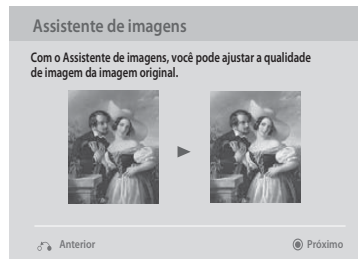 Assistente de imagens
Com o Assistente de imagens, você pode ajustar a qualidade
de imagem da imagem original.
Anterior
Próximo